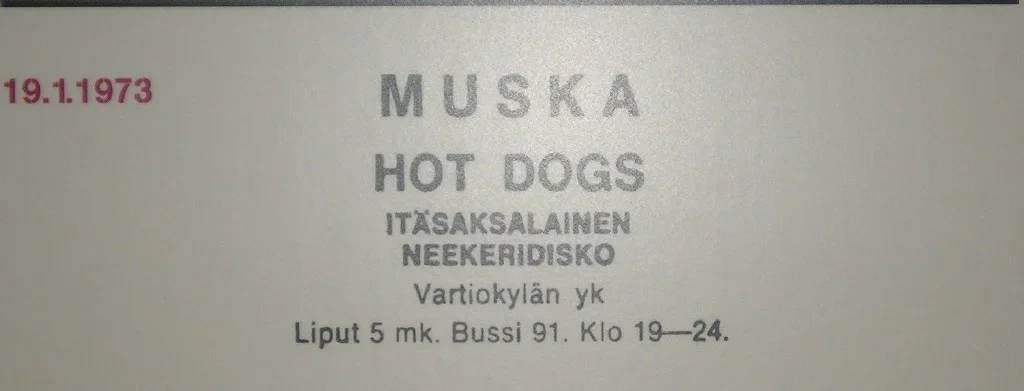 19.1.1973
MUSKA
HOT DOGS
ITÄSAKSALAINEN
NEEKERIDISKO
Vartiokylän yk
Liput 5 mk. Bussi 91. Klo 19—24.